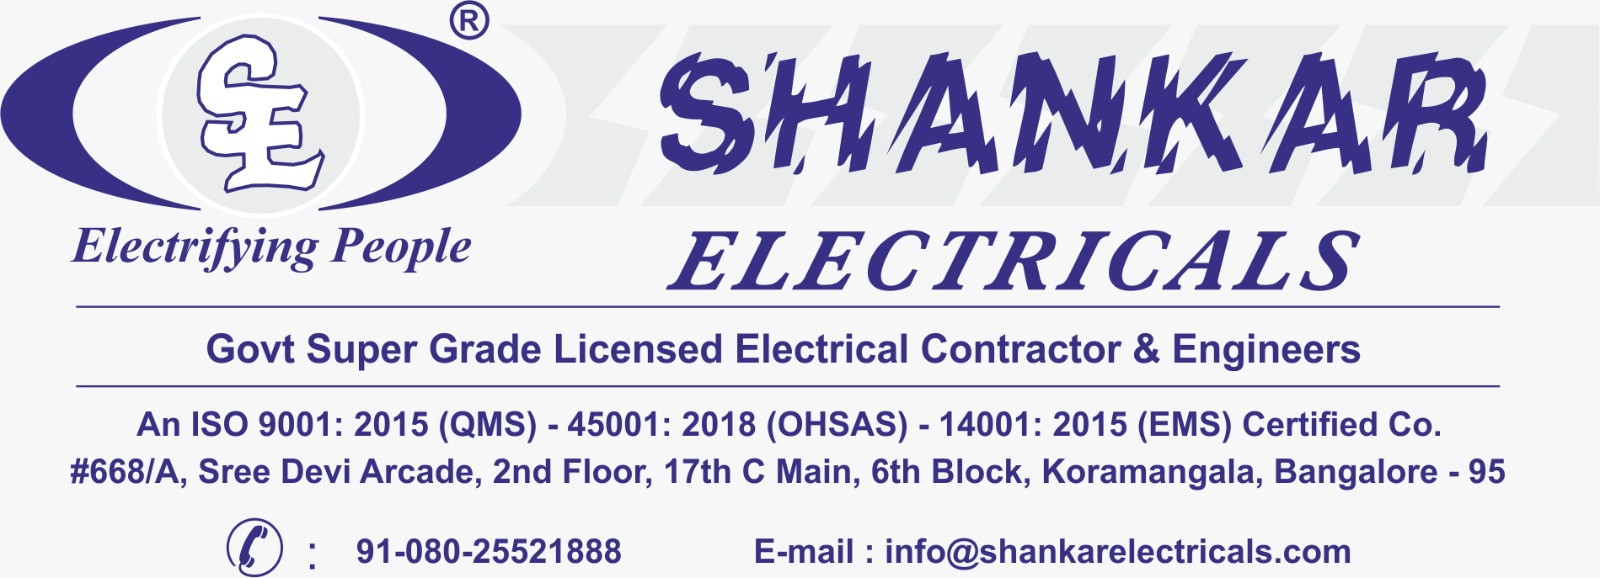 SE
®
SHANKAR
Electrifying People
ELECTRICALS
Govt Super Grade Licensed Electrical Contractor & Engineers
An ISO 9001: 2015 (QMS) - 45001: 2018 (OHSAS) - 14001: 2015 (EMS) Certified Co.
#668/A, Sree Devi Arcade, 2nd Floor, 17th C Main, 6th Block, Koramangala, Bangalore - 95
: 91-080-25521888 E-mail : info@shankarelectricals.com